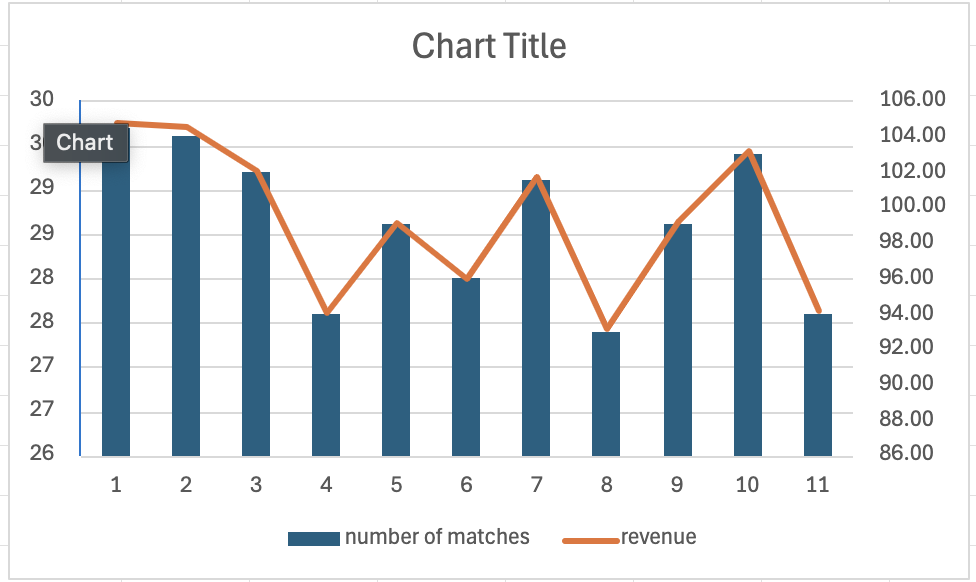 Chart Title
30 106.00
3 Chart 104.00
102.00
29 100.00
29 98.00
28 96.00
28 94.00
27 92.00
90.00
27 88.00
26 86.00
1 2 3 4 5 6 7 8 9 10 11
number of matches revenue